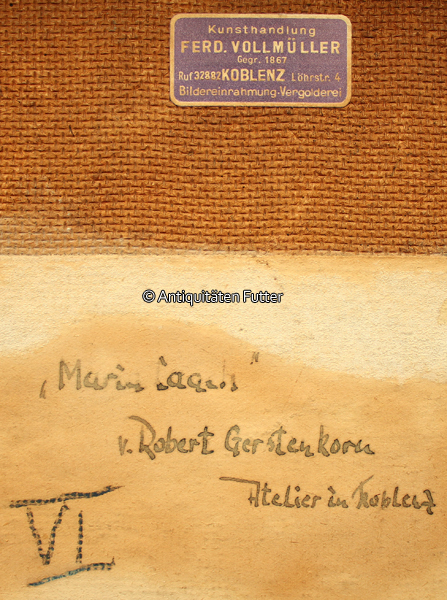 Kunsthandlung
FERD. VOLLMÜLLER
Gegr. 1867
Ruf 32882 KOBLENZ Löhrstr. 4
Bildereinrahmung-Vergolderei
© Antiquitäten Futter
„Maria Laach"
v. Robert Gerstenkorn
Atelier in Koblenz
VI